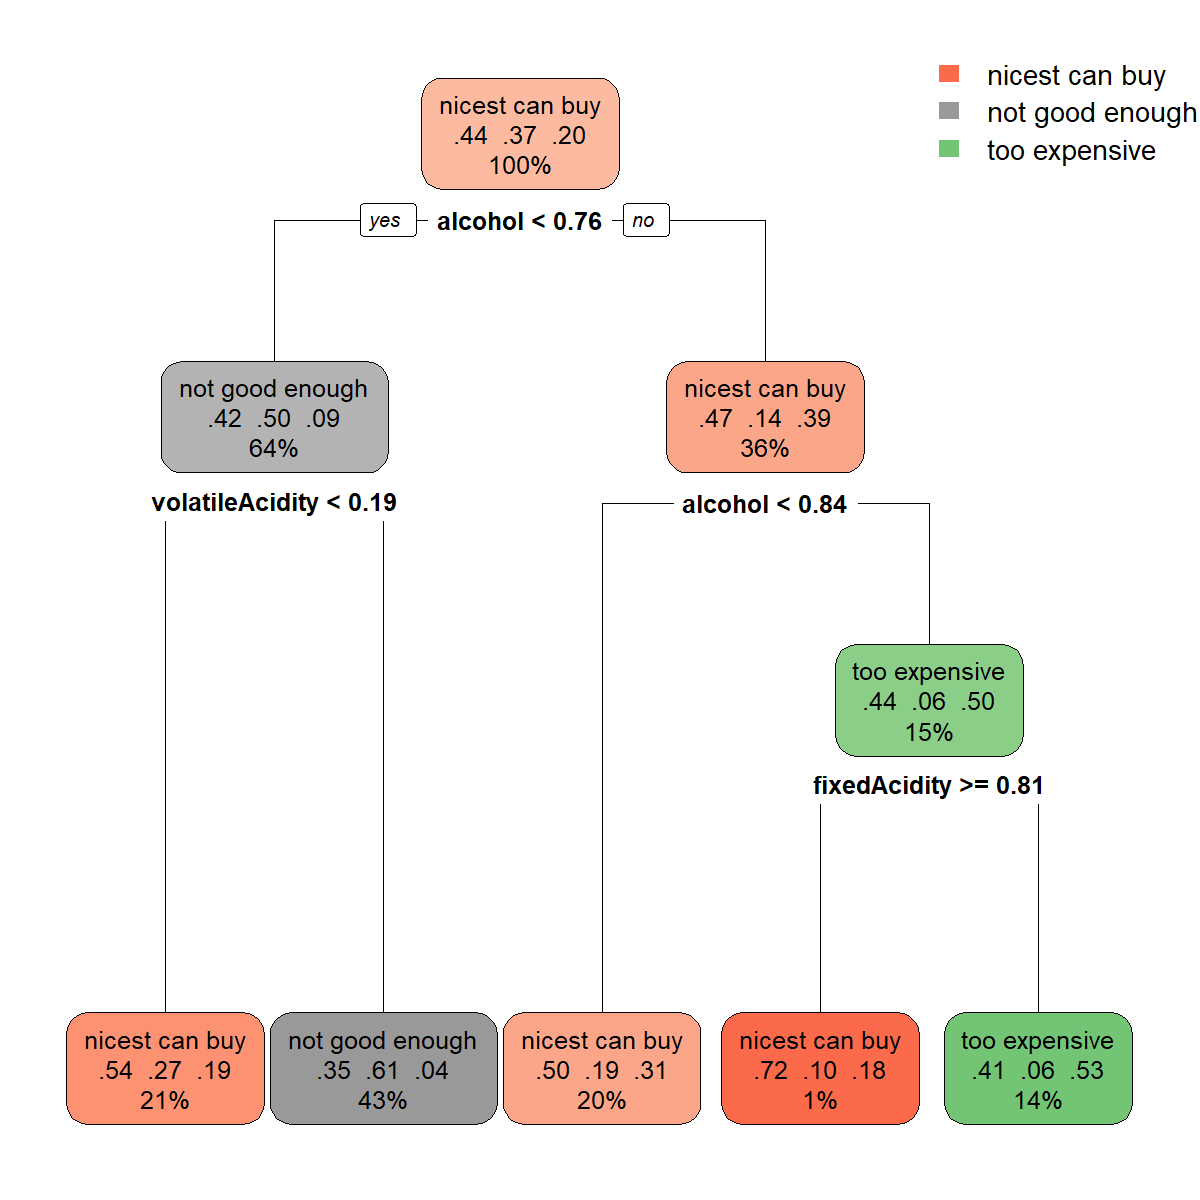 nicest can buy
not good enough
too expensive
nicest can buy
.44 .37 .20
100%
yes
alcohol < 0.76
no
not good enough
.42 .50 .09
64%
nicest can buy
.47 .14 .39
36%
volatileAcidity < 0.19
alcohol < 0.84
too expensive
.44 .06 .50
15%
fixedAcidity >= 0.81
nicest can buy
.54 .27 .19
21%
not good enough
.35 .61 .04
43%
nicest can buy
.50 .19 .31
20%
nicest can buy
.72 .10 .18
1%
too expensive
.41 .06 .53
14%